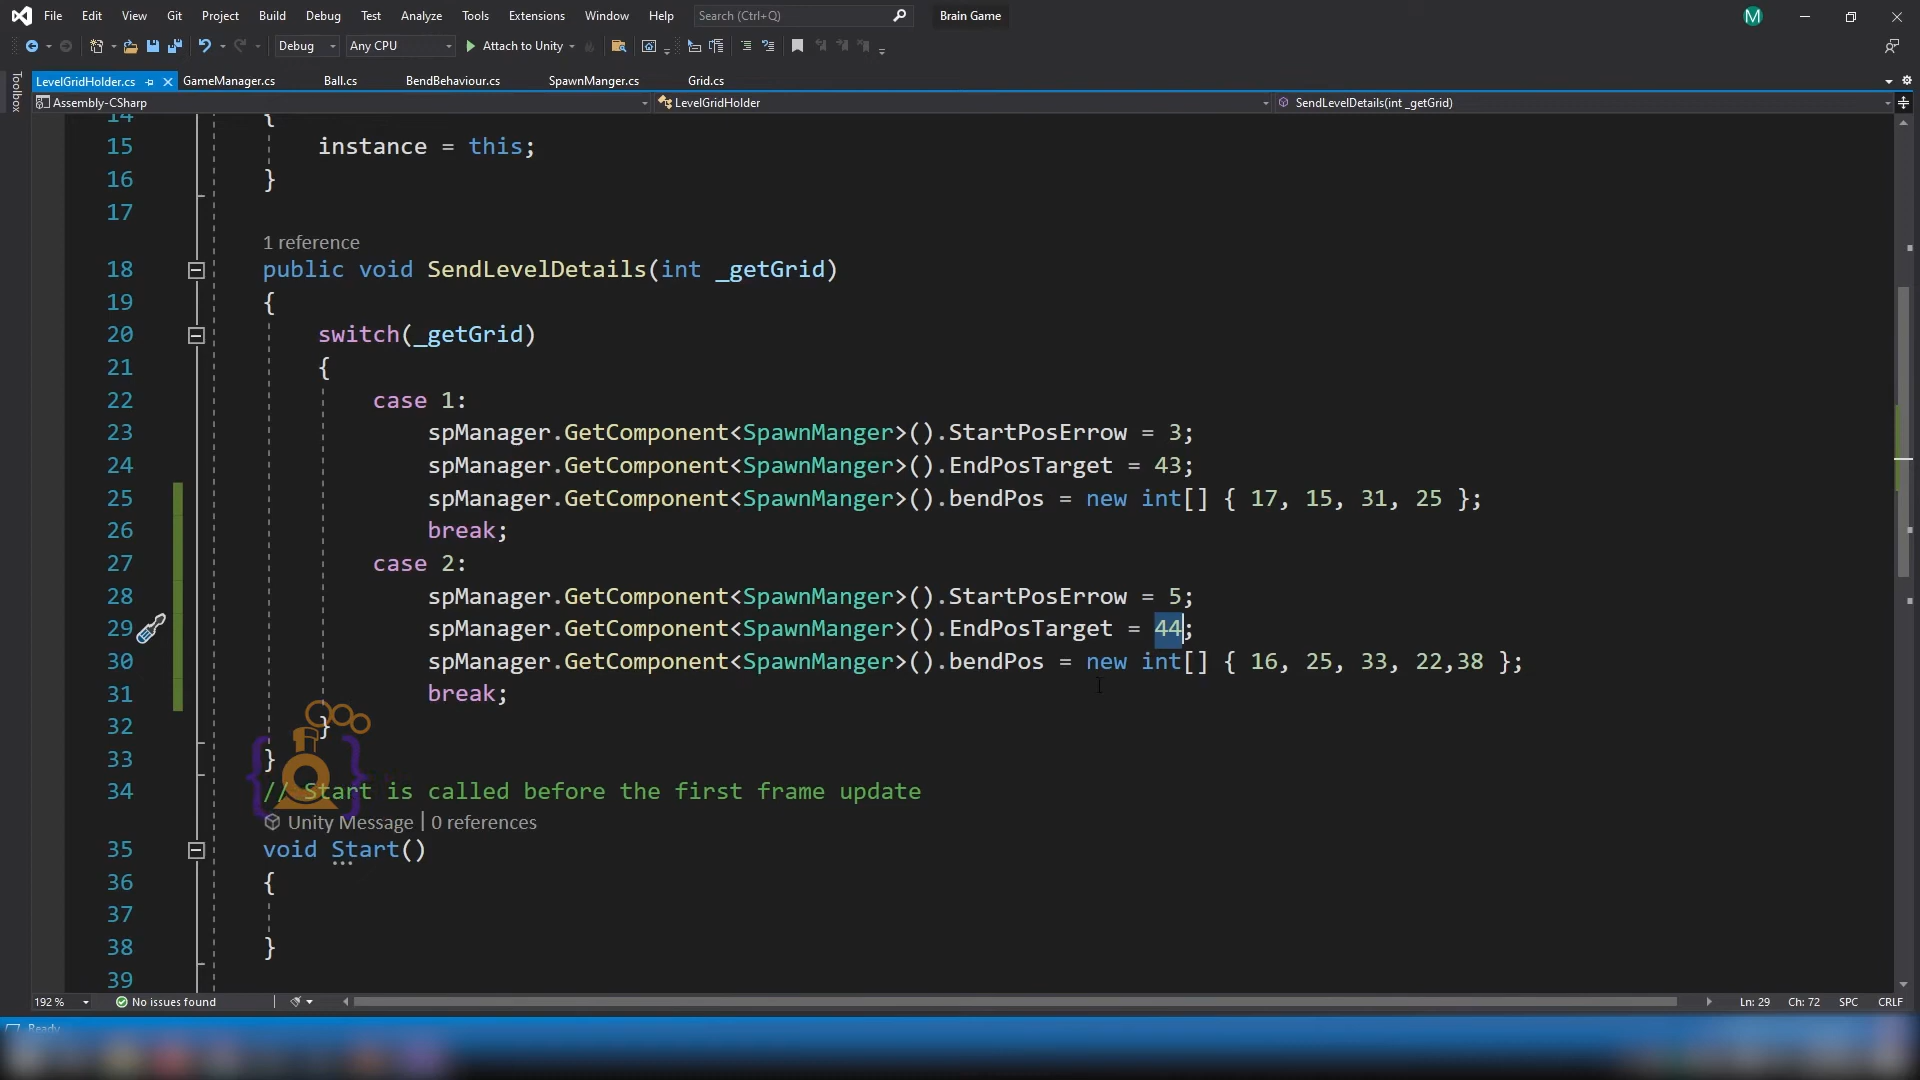 File Edit View Git Project Build Debug Test Analyze Tools Extensions Window Help Search (Ctrl+Q) Brain Game M
Debug Any CPU Attach to Unity
Toolbox
LevelGridHolder.cs GameManager.cs Ball.cs BendBehaviour.cs SpawnManger.cs Grid.cs
Assembly-CSharp LevelGridHolder SendLevelDetails(int _getGrid)
14 {
15 instance = this;
16 }
17
1 reference
18 public void SendLevelDetails(int _getGrid)
19 {
20 switch(_getGrid)
21 {
22 case 1:
23 spManager.GetComponent<SpawnManger>().StartPosErrow = 3;
24 spManager.GetComponent<SpawnManger>().EndPosTarget = 43;
25 spManager.GetComponent<SpawnManger>().bendPos = new int[] { 17, 15, 31, 25 };
26 break;
27 case 2:
28 spManager.GetComponent<SpawnManger>().StartPosErrow = 5;
29 spManager.GetComponent<SpawnManger>().EndPosTarget = 44;
30 spManager.GetComponent<SpawnManger>().bendPos = new int[] { 16, 25, 33, 22,38 };
31 break;
32 }
33 }
34 // Start is called before the first frame update
Unity Message | 0 references
35 void Start()
36 {
37
38 }
39
192 % No issues found Ln: 29 Ch: 72 SPC CRLF
Ready